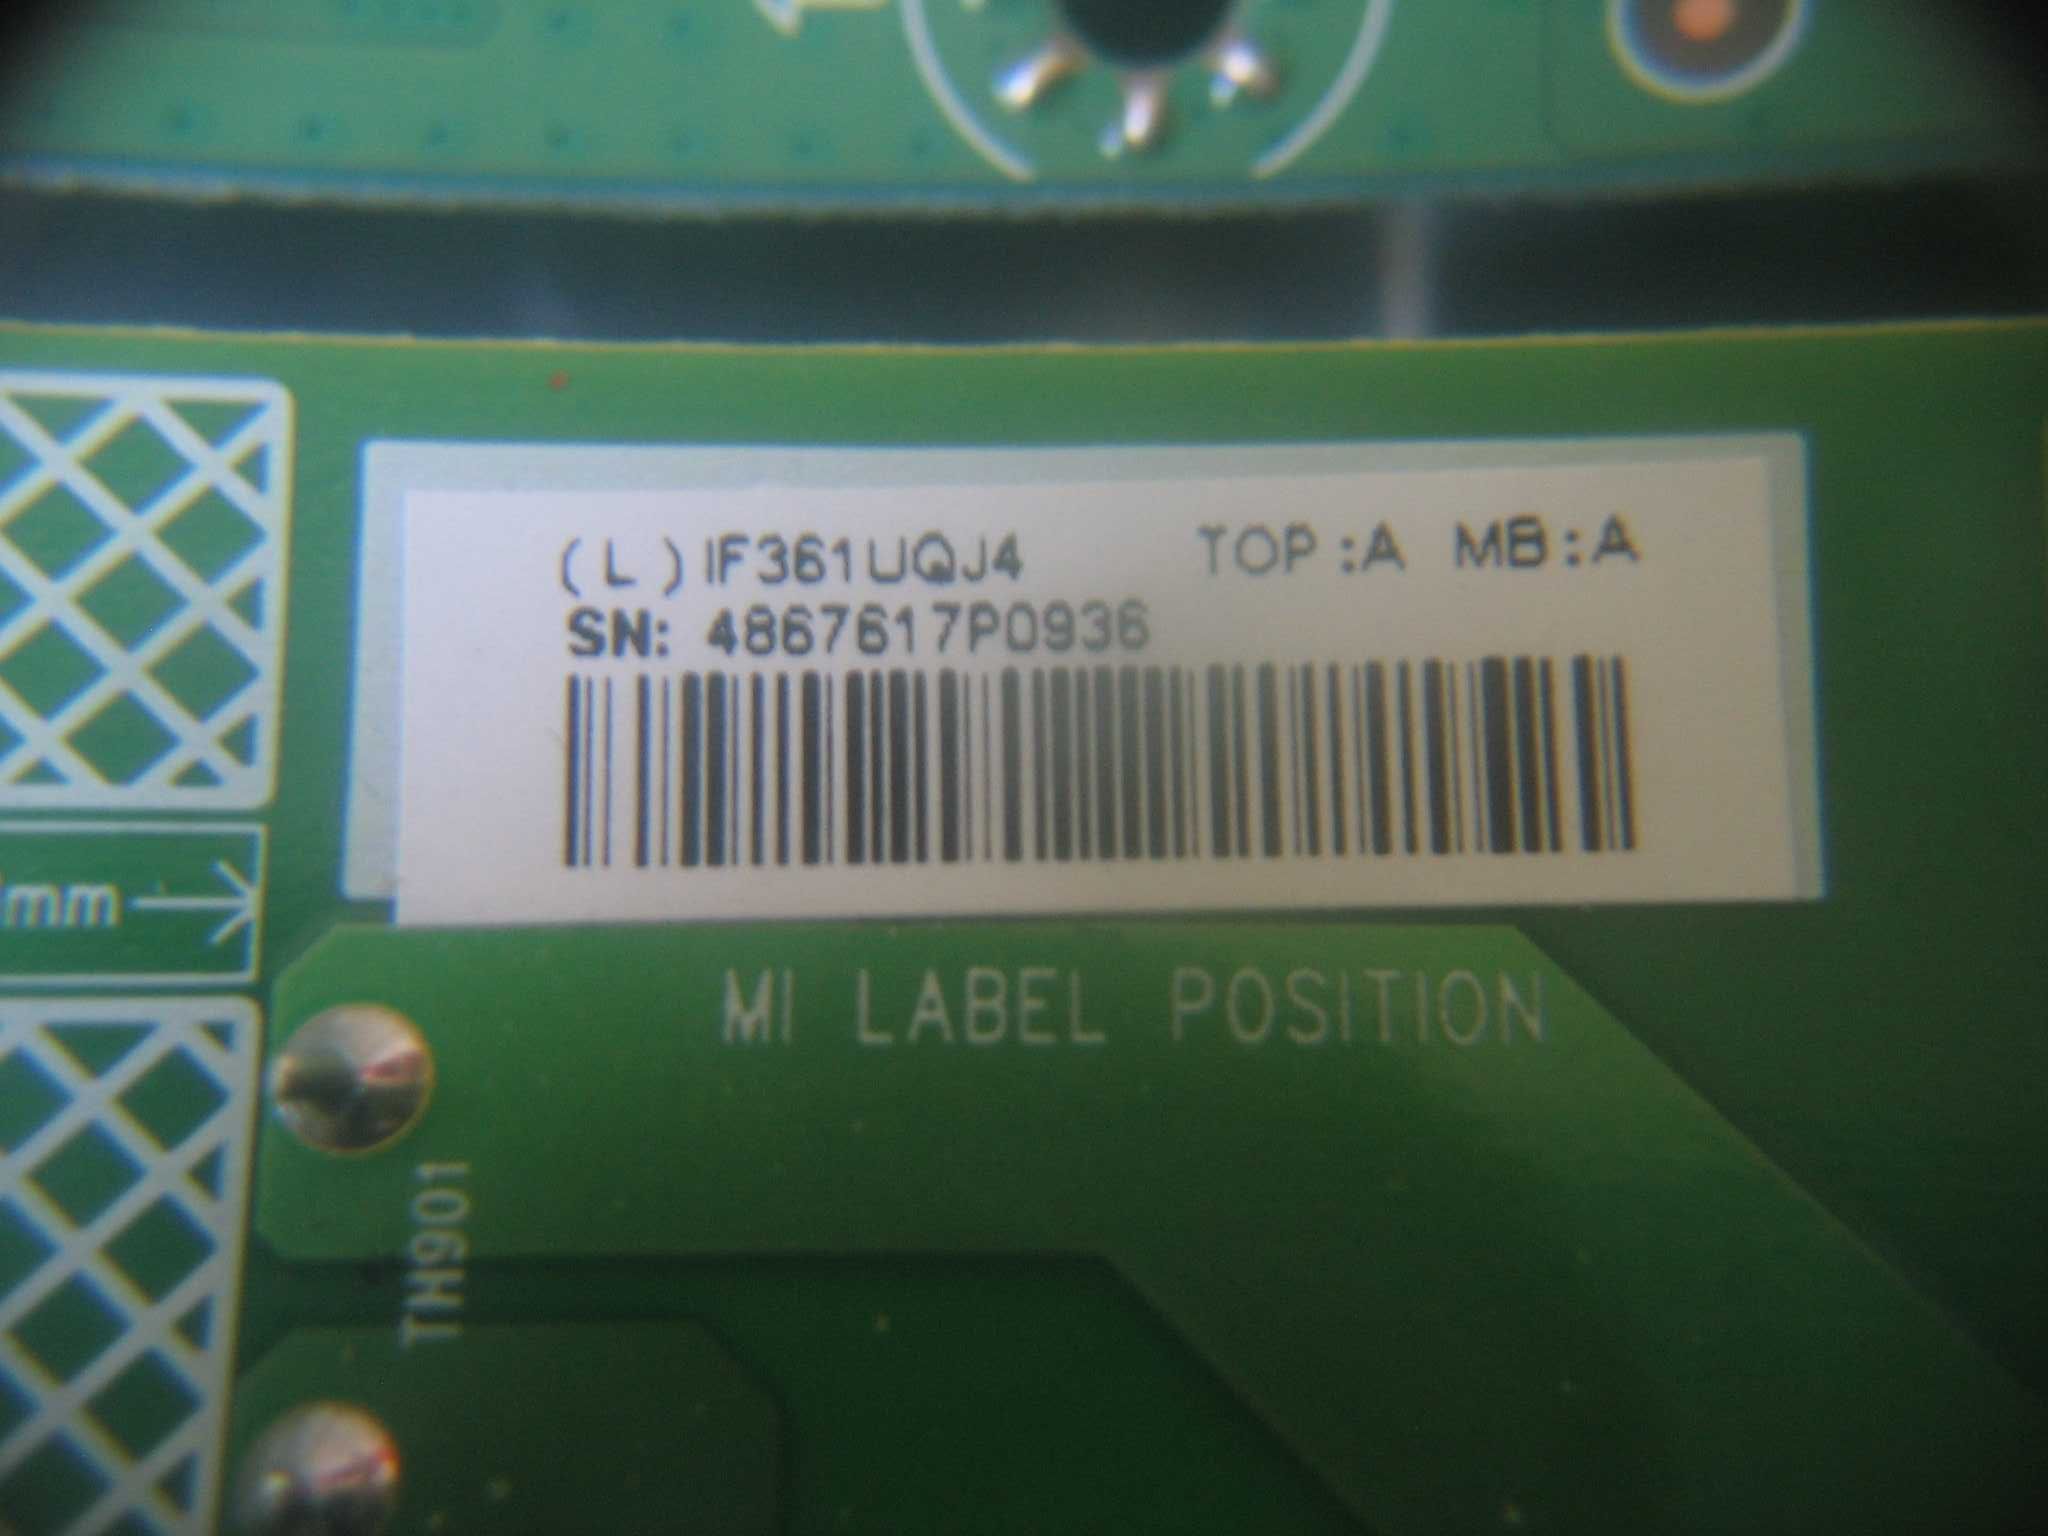 (L)IF361UQJ4 TOP:A MB:A
SN: 4867617P0936
mm
MI LABEL POSITION
TH901